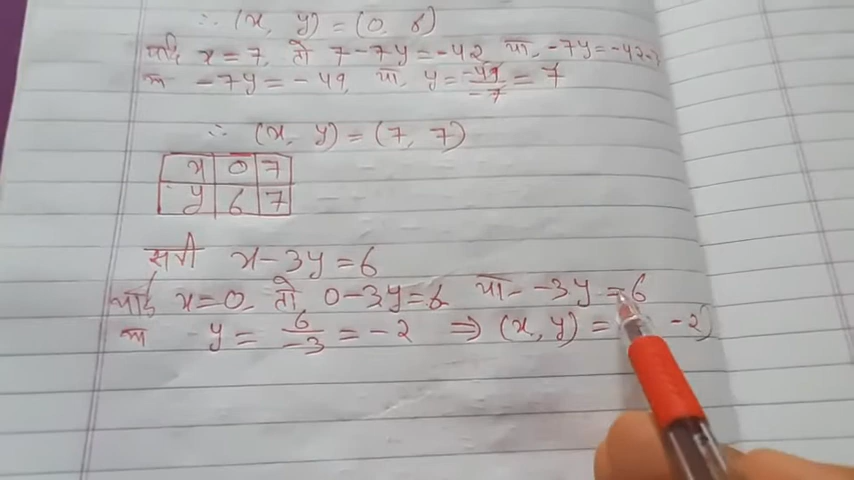 ∴ (x, y) = (0, 6)
यदि x = 7, तो 7 - 7y = -42, या, -7y = -42-7
या -7y = -49, या, y = -49/-7 = 7
∴ (x, y) = (7, 7)
x 0 7
y 6 7
x - 3y = 6
यदि x = 0, तो 0 - 3y = 6 या -3y = 6
या y = 6/-3 = -2 ⇒ (x, y) = -2)